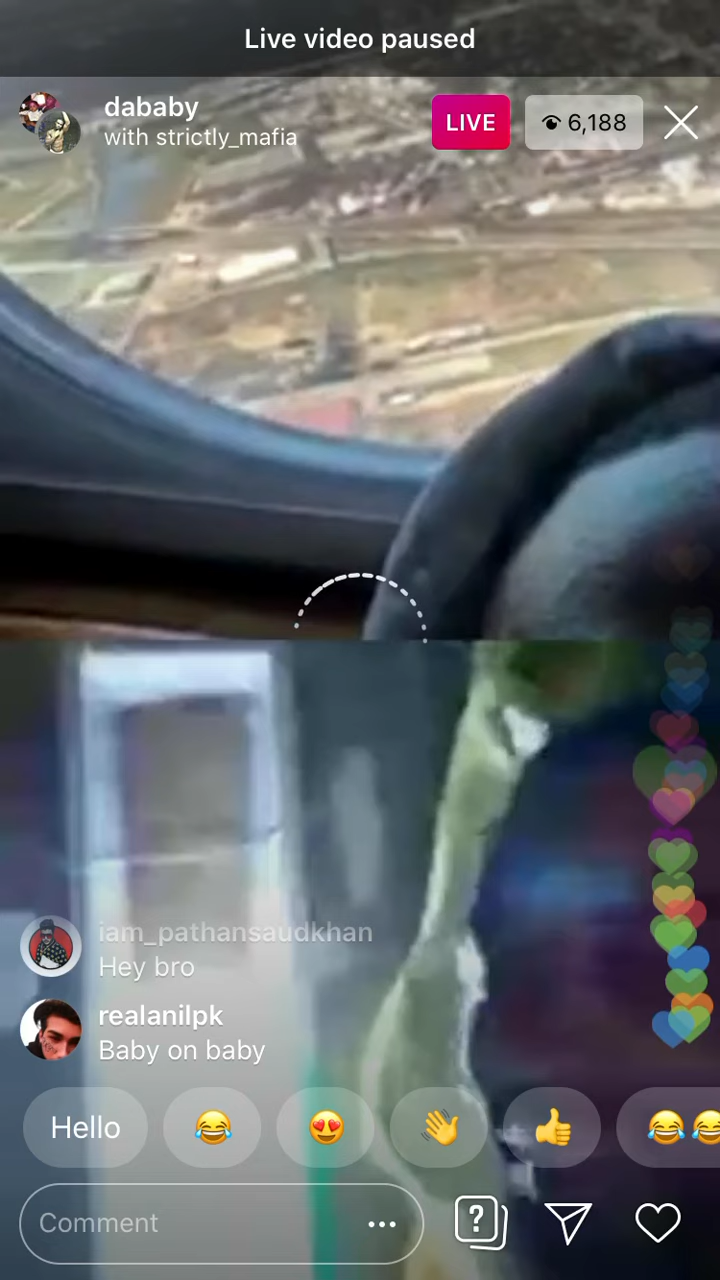 Live video paused
dababy
with strictly_mafia
LIVE
6,188
iam_pathansaudkhan
Hey bro
realanilpk
Baby on baby
Hello 😂 😍 👋 👍 😂😂
Comment